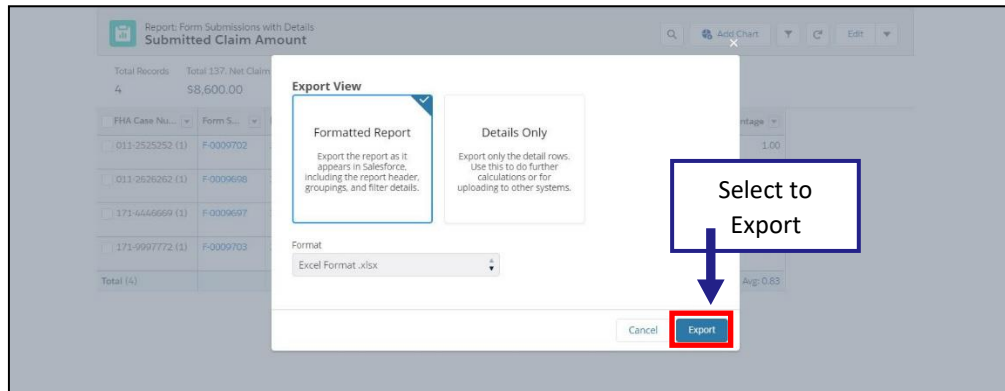 Report: Form Submissions with Details
Submitted Claim Amount
Add Chart
Edit
Total Records Total 137. Net Claim
4 $8,600.00
FHA Case Nu... Form S... ntage
011-2525252 (1) F-0009702 1.00
011-2626262 (1) F-0009698
171-4446669 (1) F-0009697
171-9997772 (1) F-0009703
Total (4) Avg: 0.83
Export View
Formatted Report
Export the report as it
appears in Salesforce,
including the report header,
groupings, and filter details.
Details Only
Export only the detail rows.
Use this to do further
calculations or for
uploading to other systems.
Format
Excel Format .xlsx
Cancel Export
Select to
Export